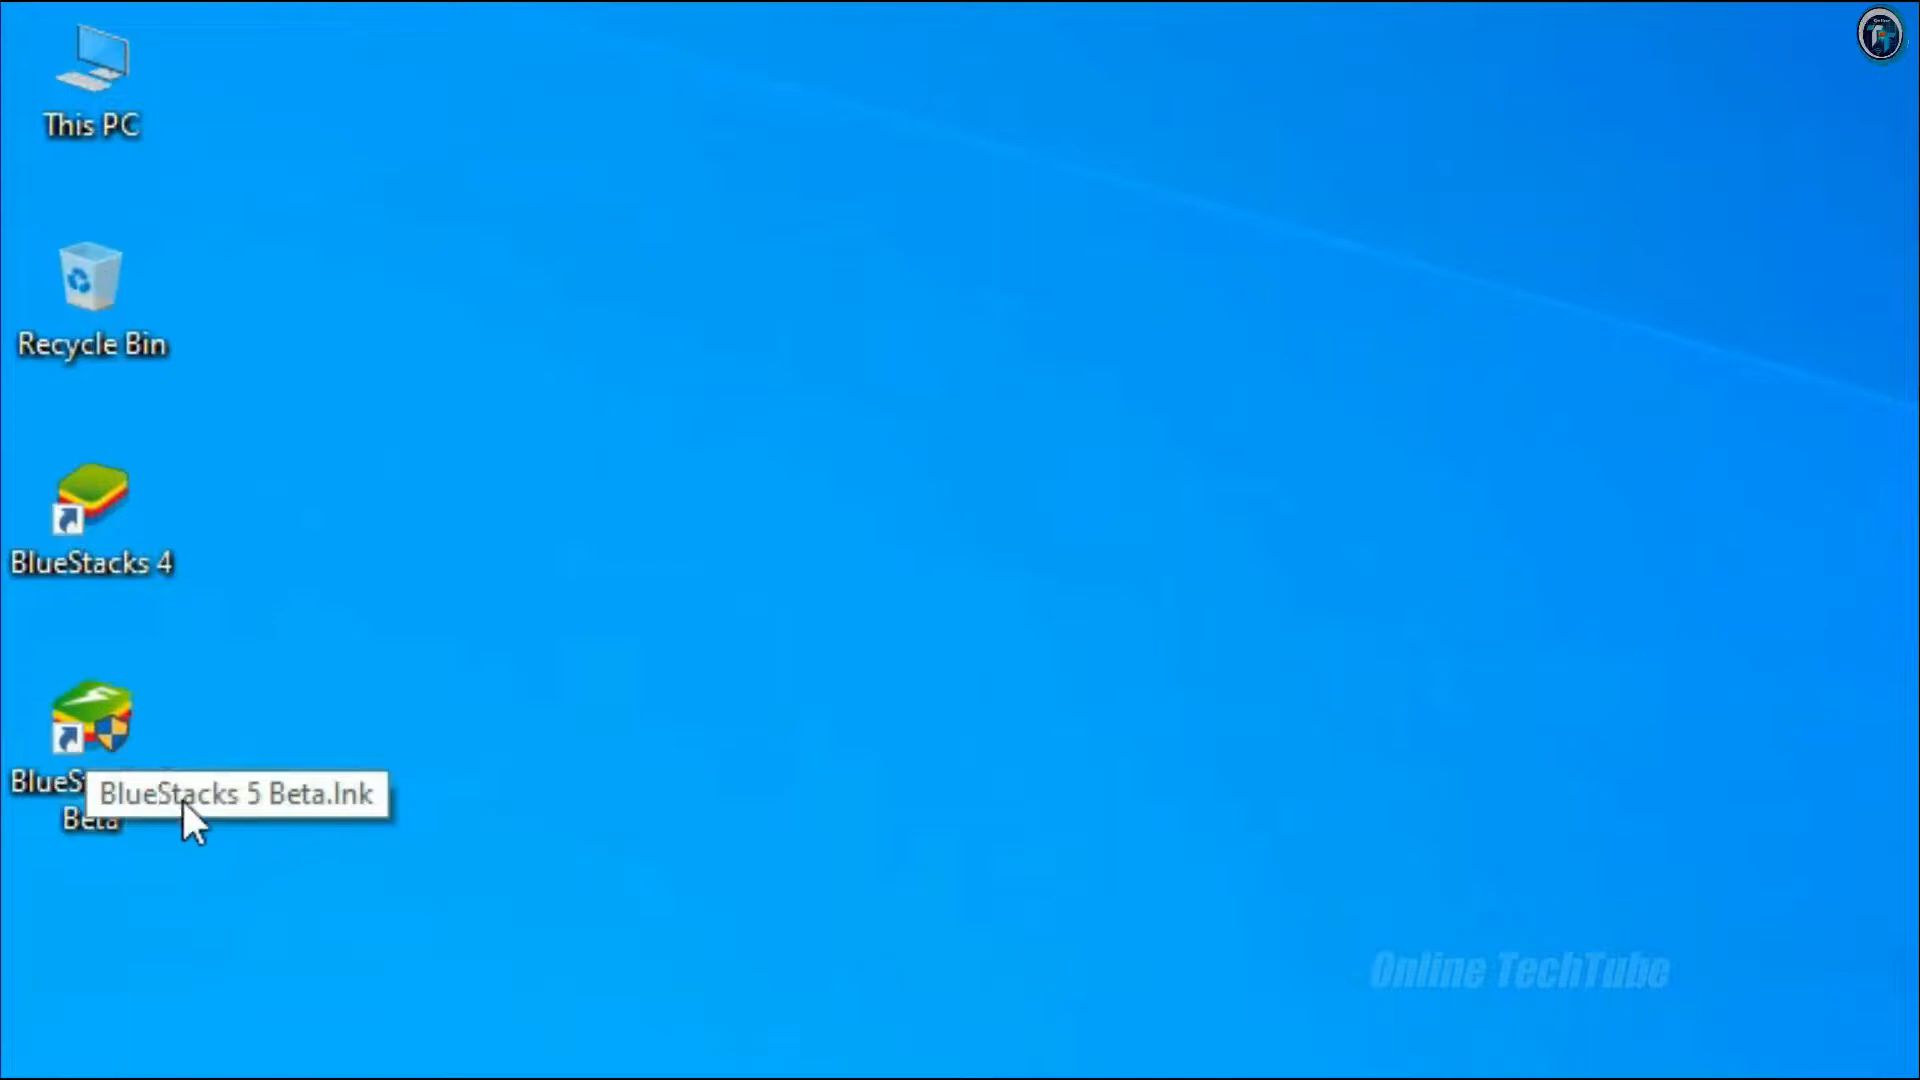 This PC
Recycle Bin
BlueStacks 4
BlueS
Beta
BlueStacks 5 Beta.lnk
Online TechTube